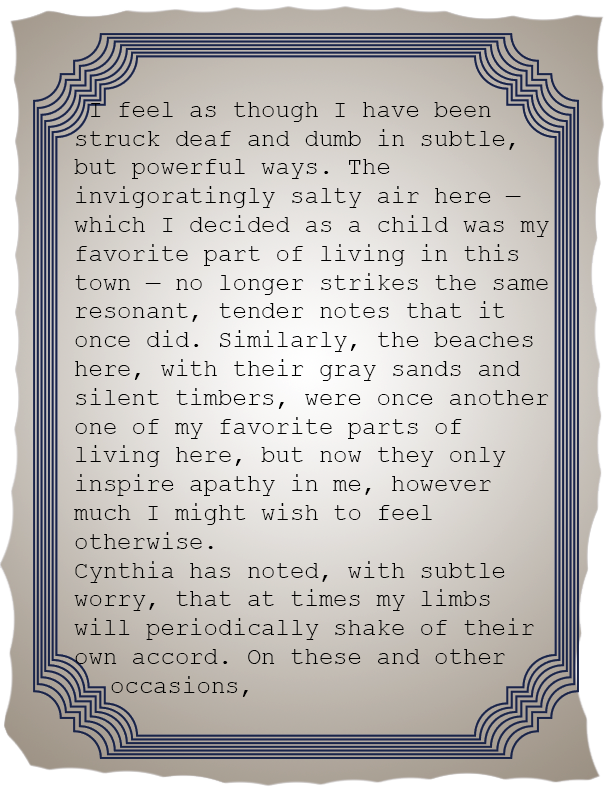 I feel as though I have been
struck deaf and dumb in subtle,
but powerful ways. The
invigoratingly salty air here —
which I decided as a child was my
favorite part of living in this
town — no longer strikes the same
resonant, tender notes that it
once did. Similarly, the beaches
here, with their gray sands and
silent timbers, were once another
one of my favorite parts of
living here, but now they only
inspire apathy in me, however
much I might wish to feel
otherwise.
Cynthia has noted, with subtle
worry, that at times my limbs
will periodically shake of their
own accord. On these and other
occasions,